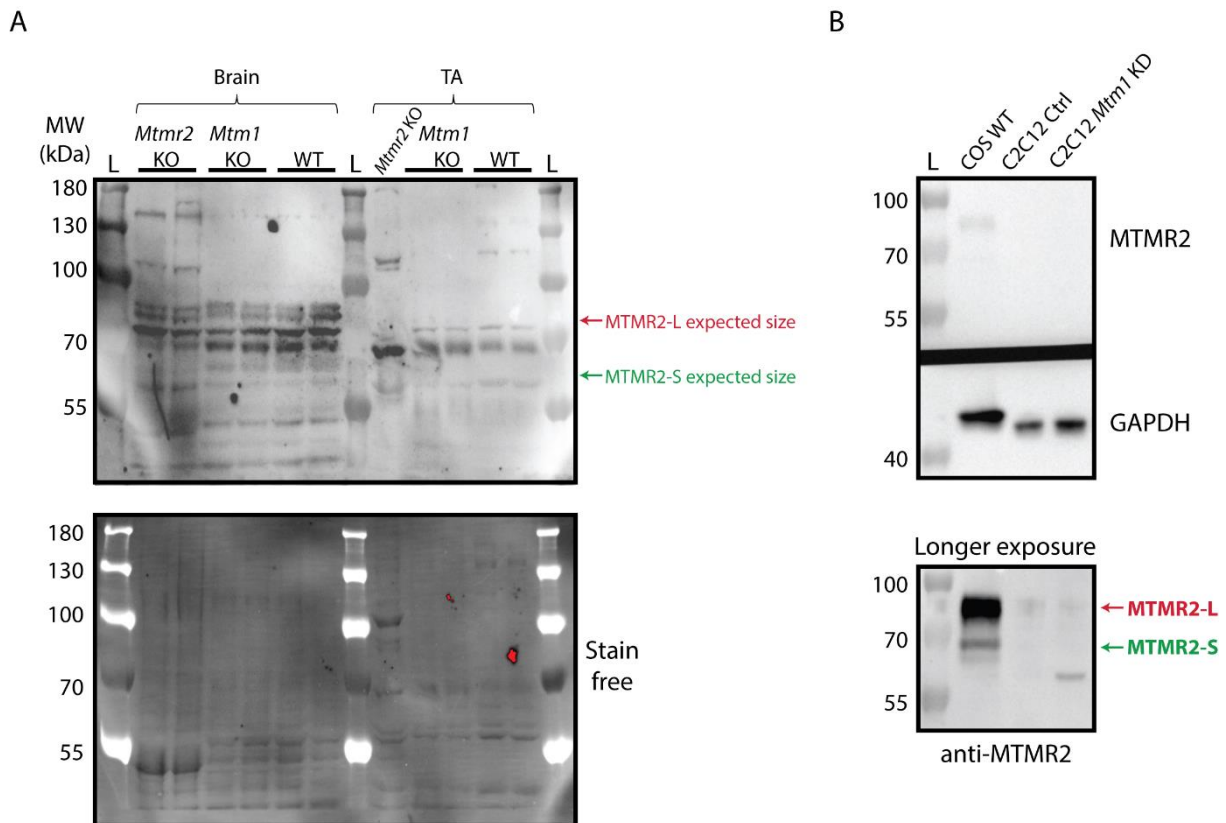 A
Brain
TA
MW
(kDa)
Mtmr2
KO
Mtm1
KO
WT
L
L
Mtmr2 KO
Mtm1
KO
WT
L
180
130
100
70
55
MTMR2-L expected size
MTMR2-S expected size
180
130
100
70
55
Stain
free
B
L
COS WT
C2C12 Ctrl
C2C12 Mtm1 KD
100
70
55
40
MTMR2
GAPDH
Longer exposure
100
70
55
MTMR2-L
MTMR2-S
anti-MTMR2